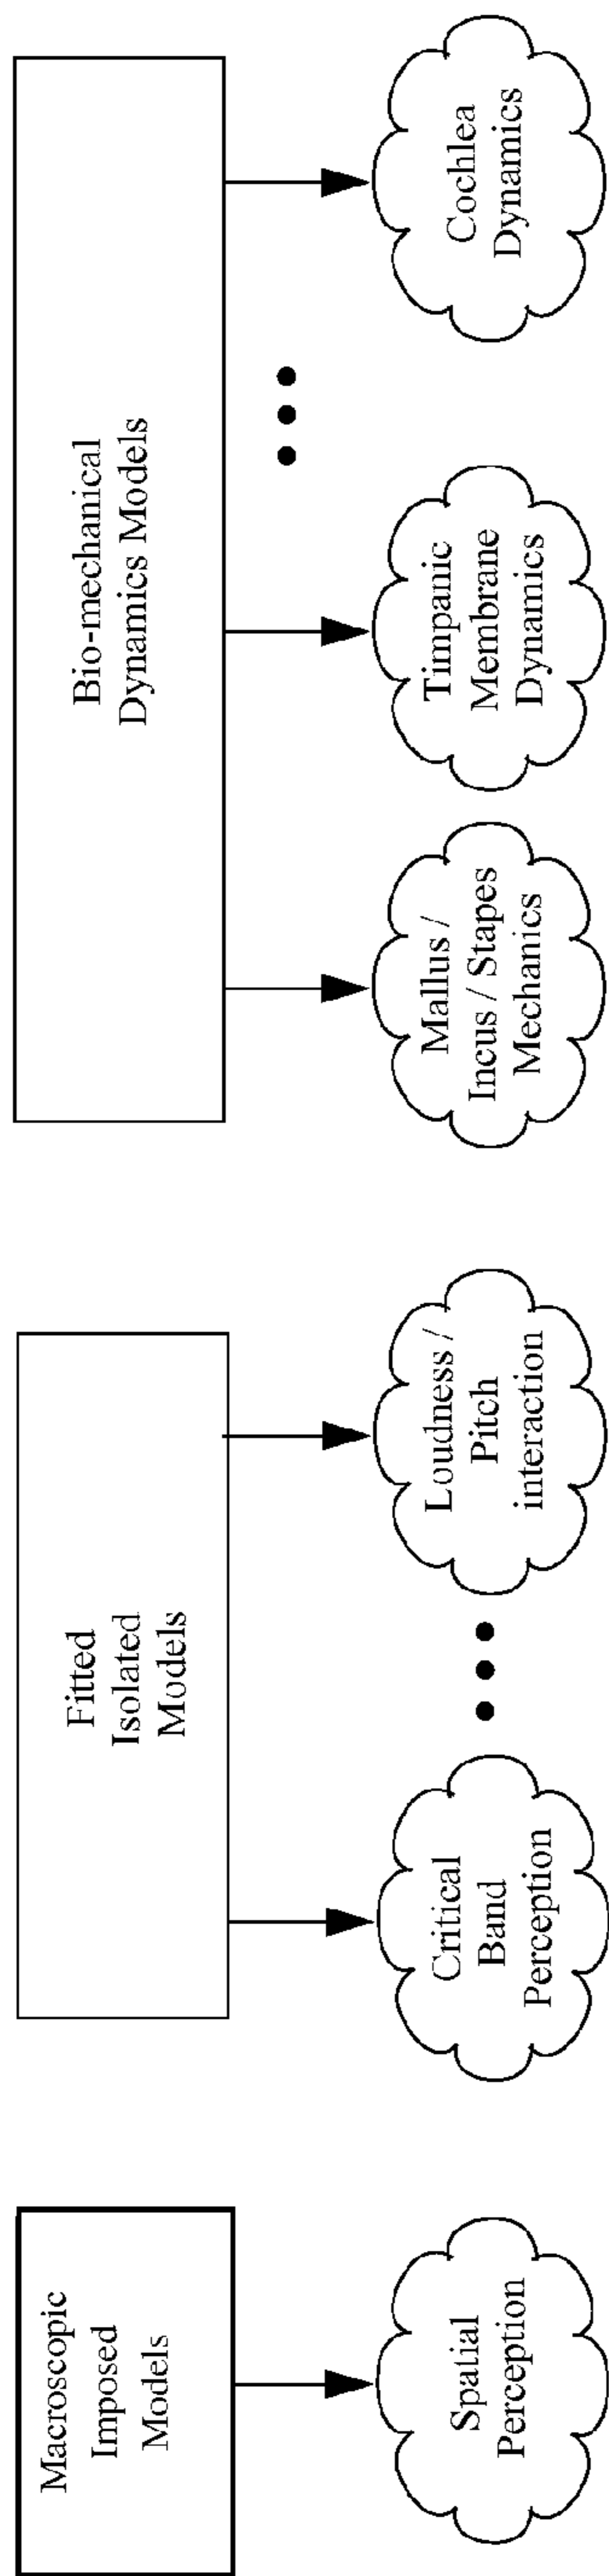 Macroscopic
Imposed
Models
Fitted
Isolated
Models
Bio-mechanical
Dynamics Models
Spatial
Perception
Critical
Band
Perception
Loudness /
Pitch
interaction
Mallus /
Incus / Stapes
Mechanics
Timpanic
Membrane
Dynamics
Cochlea
Dynamics